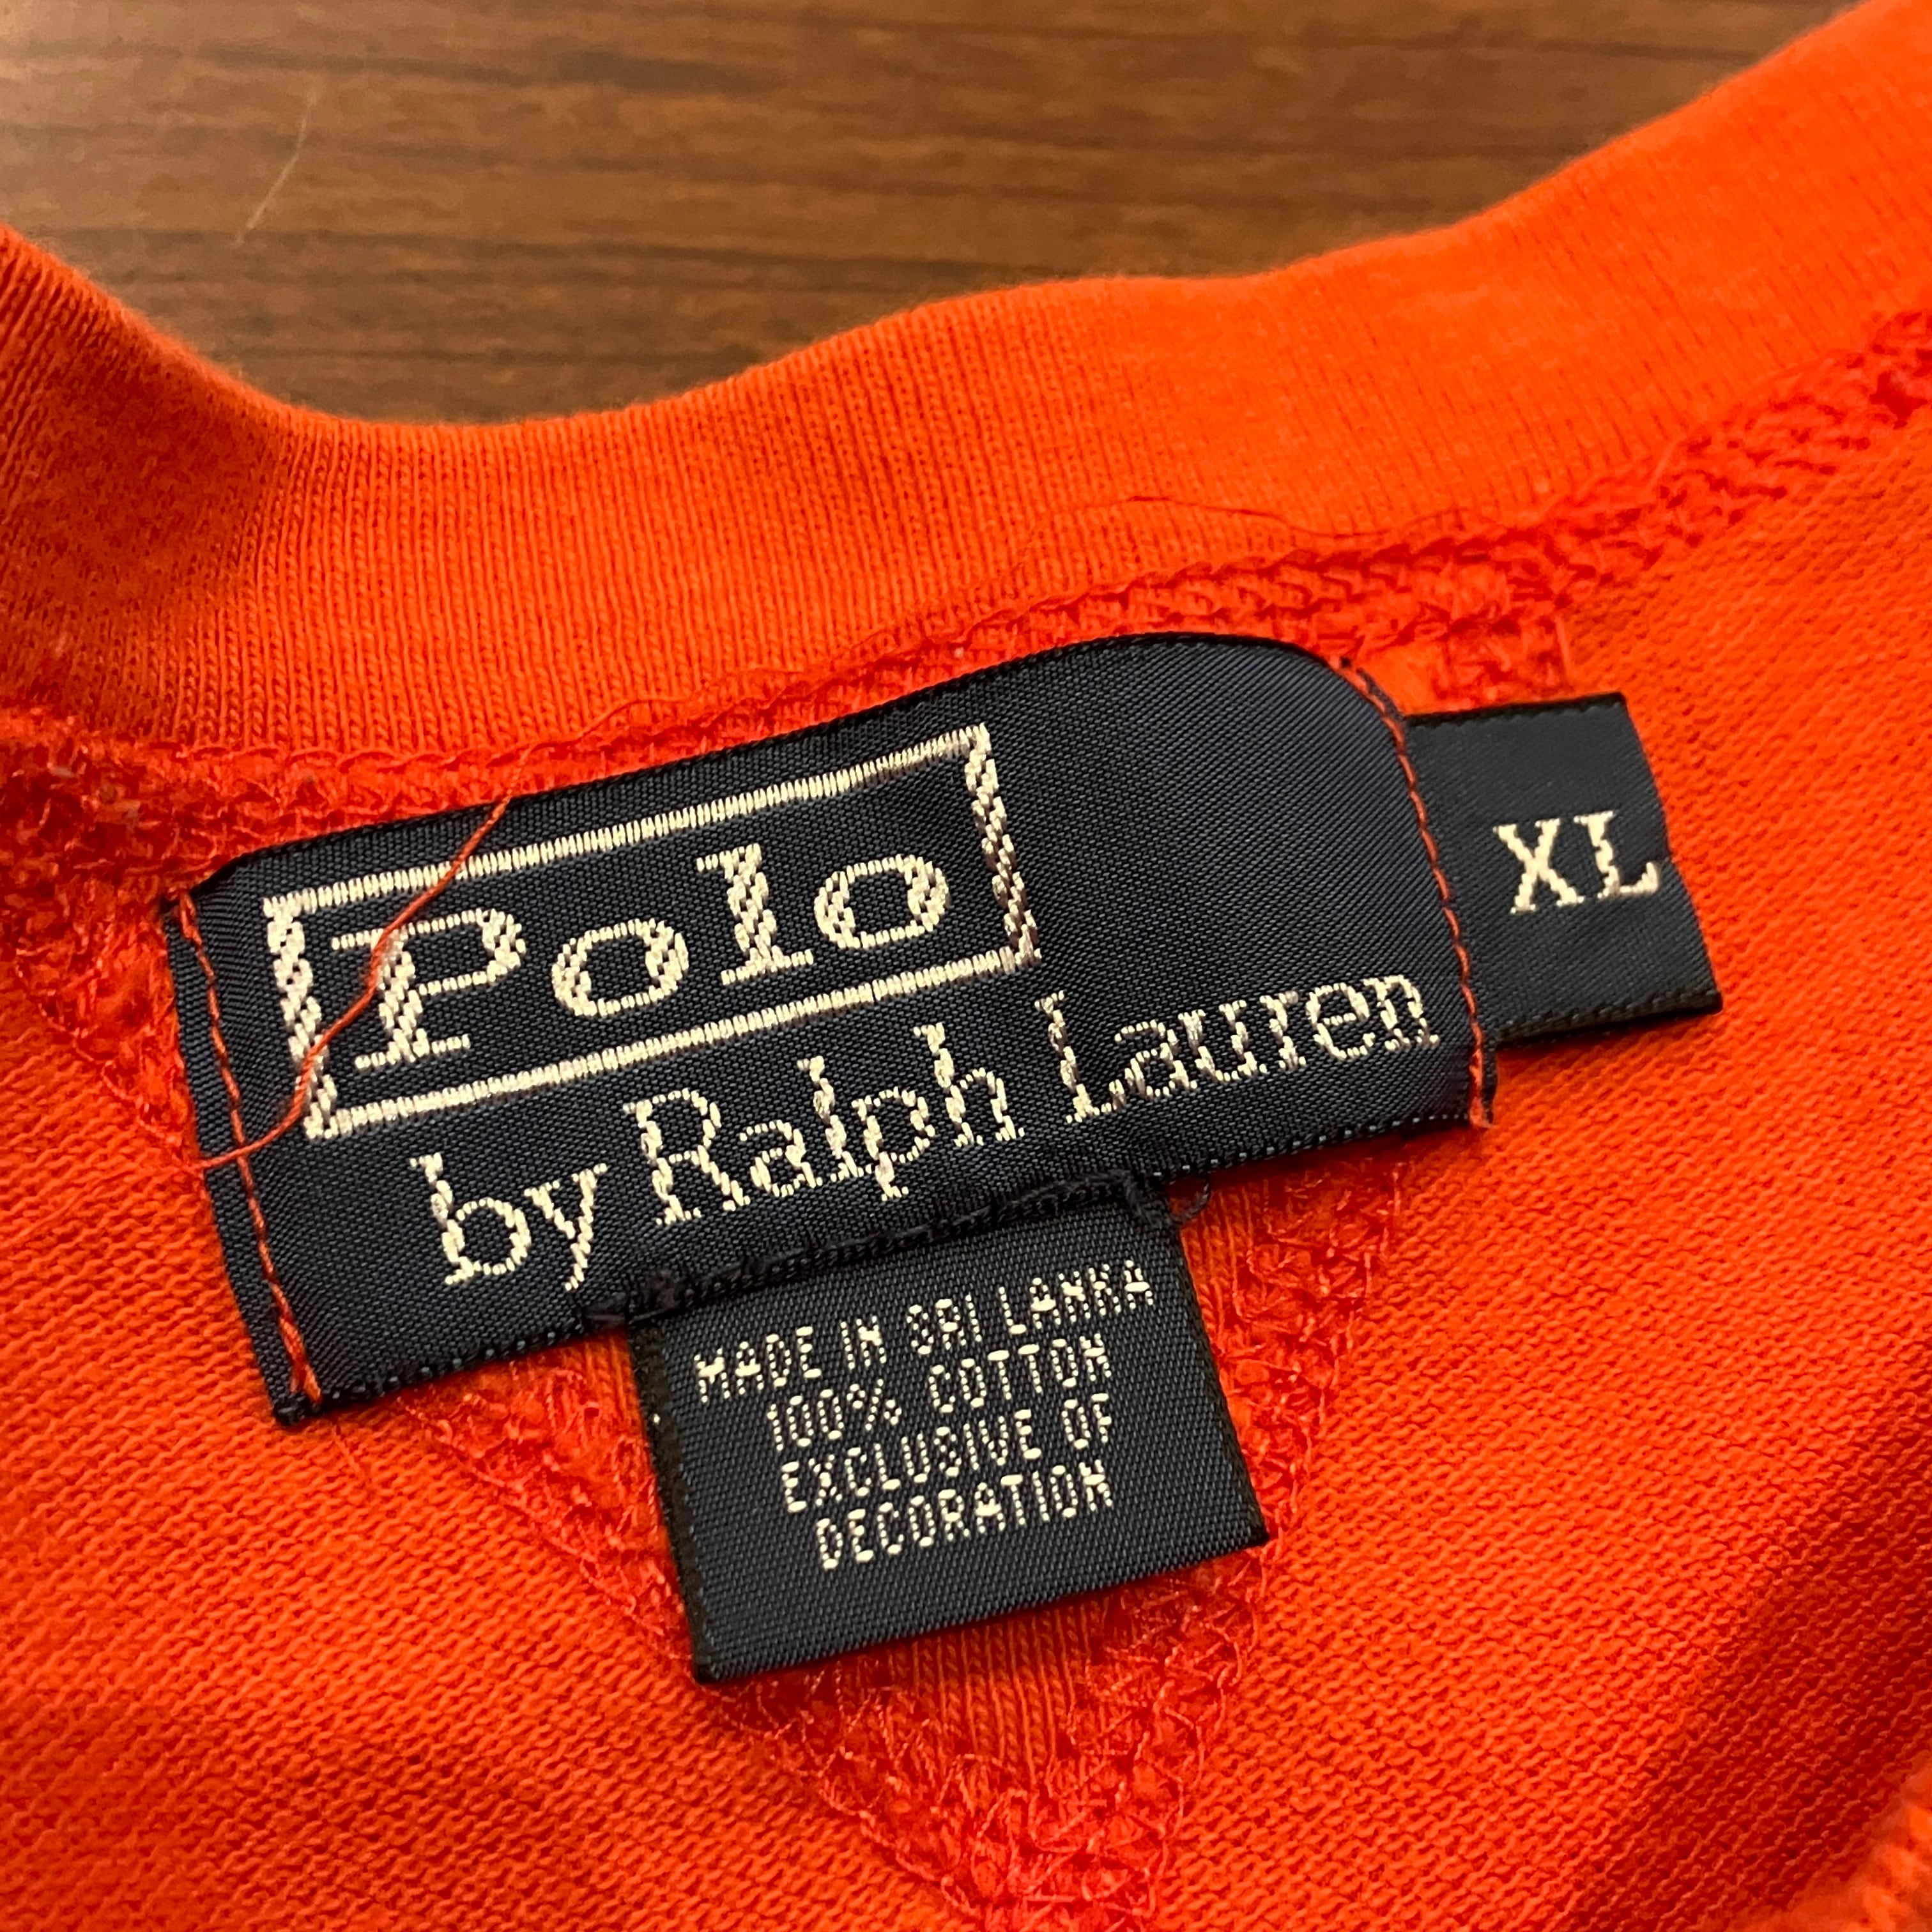 Polo
by Ralph Lauren
XL
MADE IN SRI LANKA
100% COTTON
EXCLUSIVE OF
DECORATION